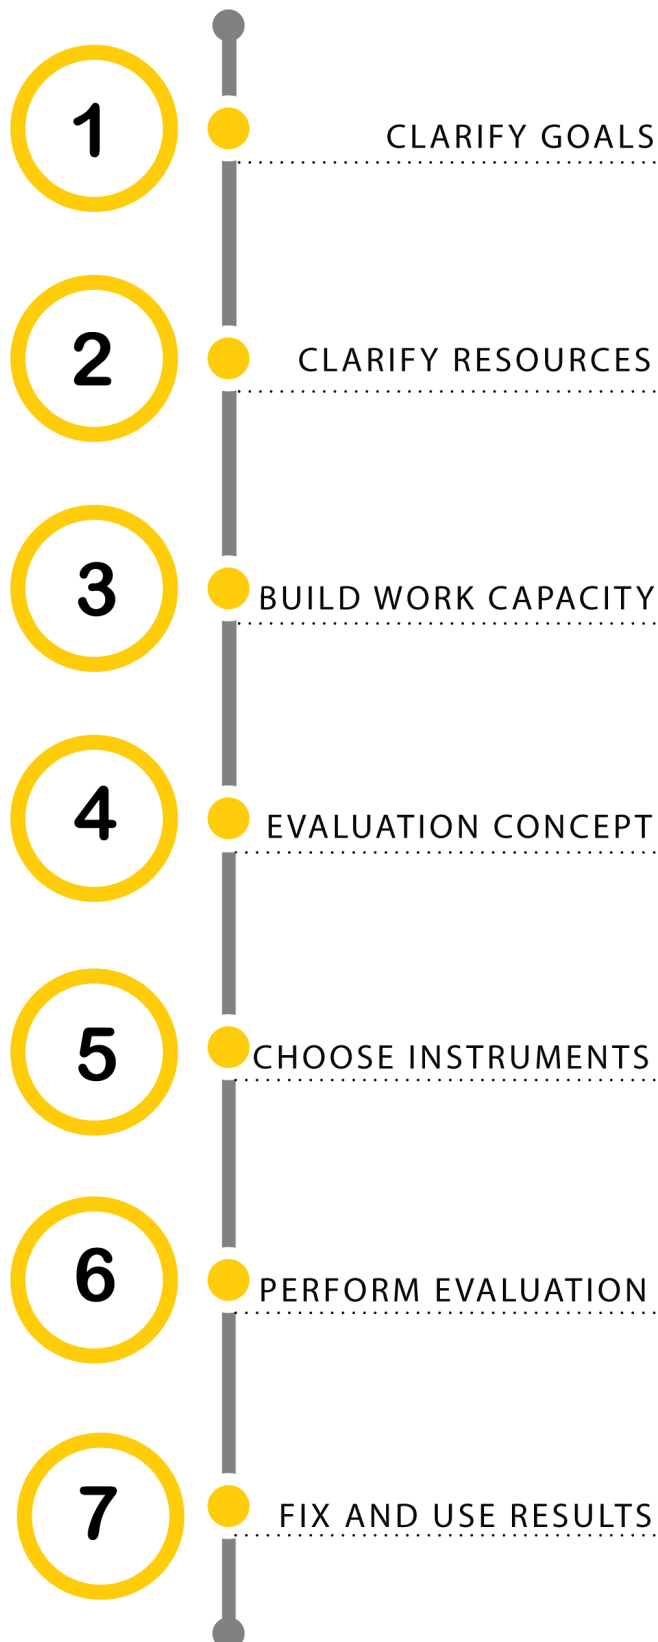 1
CLARIFY GOALS
2
CLARIFY RESOURCES
3
BUILD WORK CAPACITY
4
EVALUATION CONCEPT
5
CHOOSE INSTRUMENTS
6
PERFORM EVALUATION
7
FIX AND USE RESULTS